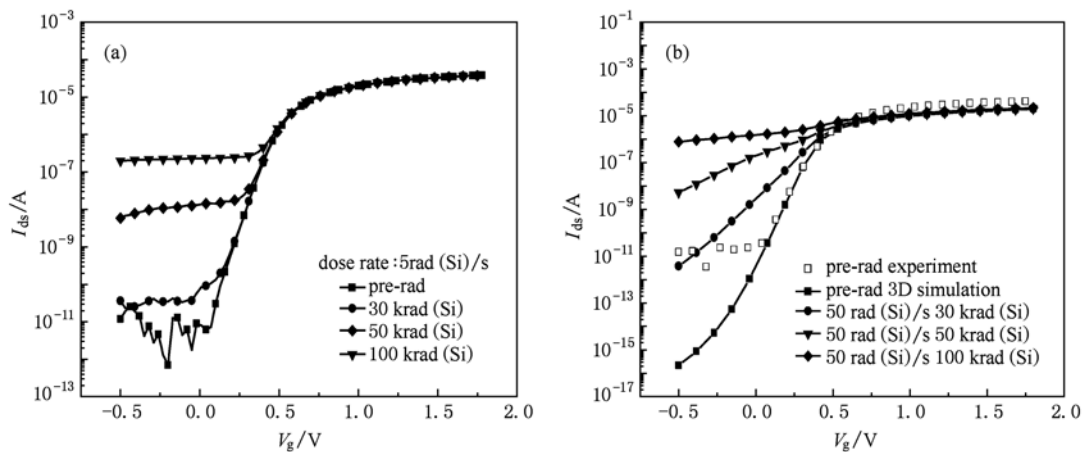 (a)
10⁻³
10⁻⁵
10⁻⁷
10⁻⁹
10⁻¹¹
10⁻¹³
I_ds/A
dose rate:5rad (Si)/s
pre-rad
30 krad (Si)
50 krad (Si)
100 krad (Si)
−0.5 0.0 0.5 1.0 1.5 2.0
V_g/V
(b)
10⁻¹
10⁻³
10⁻⁵
10⁻⁷
10⁻⁹
10⁻¹¹
10⁻¹³
10⁻¹⁵
10⁻¹⁷
I_ds/A
pre-rad experiment
pre-rad 3D simulation
50 rad (Si)/s 30 krad (Si)
50 rad (Si)/s 50 krad (Si)
50 rad (Si)/s 100 krad (Si)
−0.5 0.0 0.5 1.0 1.5 2.0
V_g/V